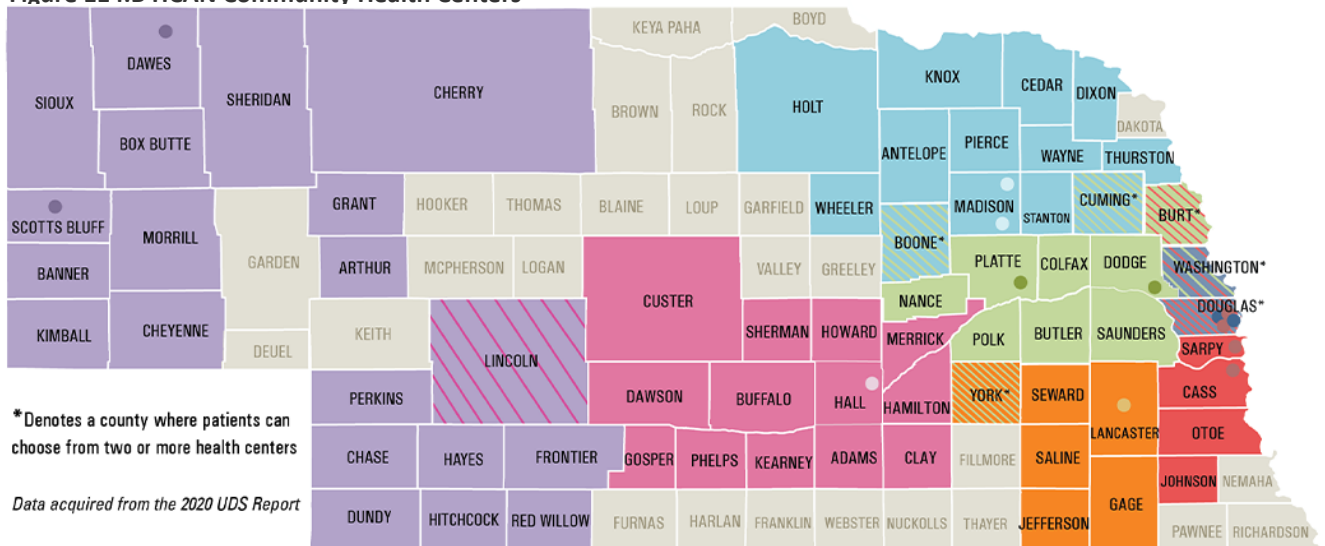 Figure 22 ... HCAN Community Health Centers
KEYA PAHA
BOYD
DAWES
SIOUX
SHERIDAN
CHERRY
KNOX
CEDAR
DIXON
HOLT
BROWN
ROCK
DAKOTA
BOX BUTTE
ANTELOPE
PIERCE
WAYNE
THURSTON
GRANT
HOOKER
THOMAS
BLAINE
LOUP
GARFIELD
WHEELER
MADISON
STANTON
CUMING*
BURT*
SCOTTS BLUFF
MORRILL
BOONE*
BANNER
GARDEN
ARTHUR
MCPHERSON
LOGAN
VALLEY
GREELEY
PLATTE
COLFAX
DODGE
WASHINGTON*
CUSTER
NANCE
DOUGLAS*
KIMBALL
CHEYENNE
KEITH
LINCOLN
SHERMAN
HOWARD
MERRICK
POLK
BUTLER
SAUNDERS
SARPY
DEUEL
PERKINS
DAWSON
BUFFALO
HALL
HAMILTON
YORK*
SEWARD
CASS
LANCASTER
OTOE
*Denotes a county where patients can
choose from two or more health centers
CHASE
HAYES
FRONTIER
GOSPER
PHELPS
KEARNEY
ADAMS
CLAY
FILLMORE
SALINE
JOHNSON
NEMAHA
Data acquired from the 2020 UDS Report
DUNDY
HITCHCOCK
RED WILLOW
FURNAS
HARLAN
FRANKLIN
WEBSTER
NUCKOLLS
THAYER
JEFFERSON
GAGE
PAWNEE
RICHARDSON